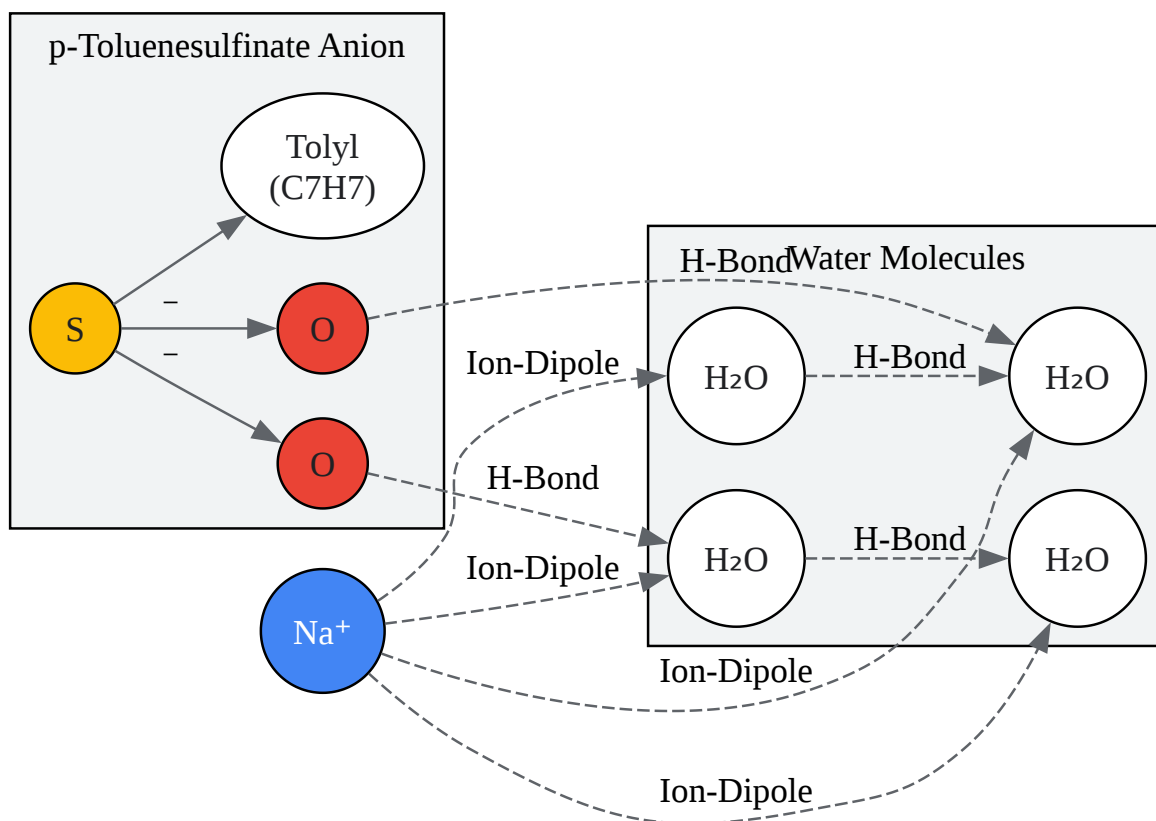 p-Toluenesulfinate Anion
Tolyl
(C7H7)
S
–
O
–
O
Na⁺
H-Bond
Water Molecules
Ion-Dipole
H₂O
H-Bond
H₂O
H-Bond
Ion-Dipole
H₂O
H-Bond
H₂O
Ion-Dipole
Ion-Dipole